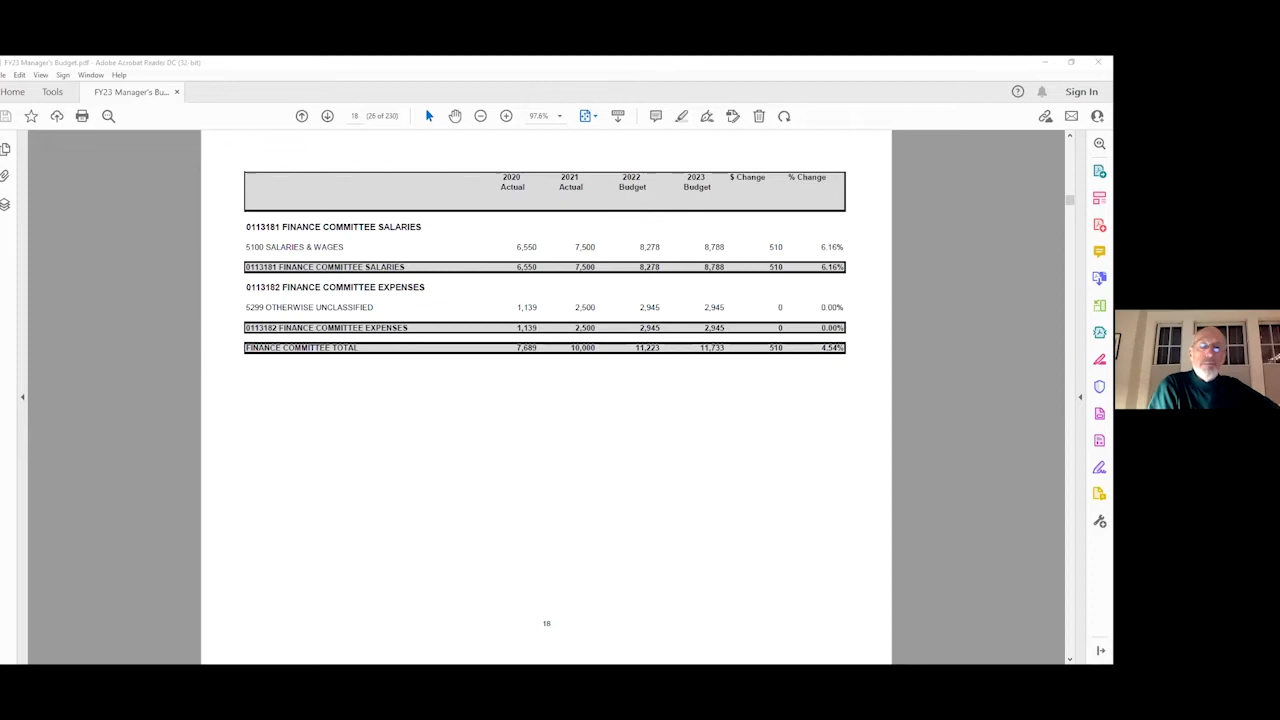 FY23 Manager's Budget.pdf - Adobe Acrobat Reader DC (32-bit)
le Edit View Sign Window Help
Home Tools FY23 Manager's Bu... × Sign In
18 (26 of 230) 97.6%
2020 2021 2022 2023 $ Change % Change
Actual Actual Budget Budget
0113181 FINANCE COMMITTEE SALARIES
5100 SALARIES & WAGES 6,550 7,500 8,278 8,788 510 6.16%
0113181 FINANCE COMMITTEE SALARIES 6,550 7,500 8,278 8,788 510 6.16%
0113182 FINANCE COMMITTEE EXPENSES
5299 OTHERWISE UNCLASSIFIED 1,139 2,500 2,945 2,945 0 0.00%
0113182 FINANCE COMMITTEE EXPENSES 1,139 2,500 2,945 2,945 0 0.00%
FINANCE COMMITTEE TOTAL 7,689 10,000 11,223 11,733 510 4.54%
18